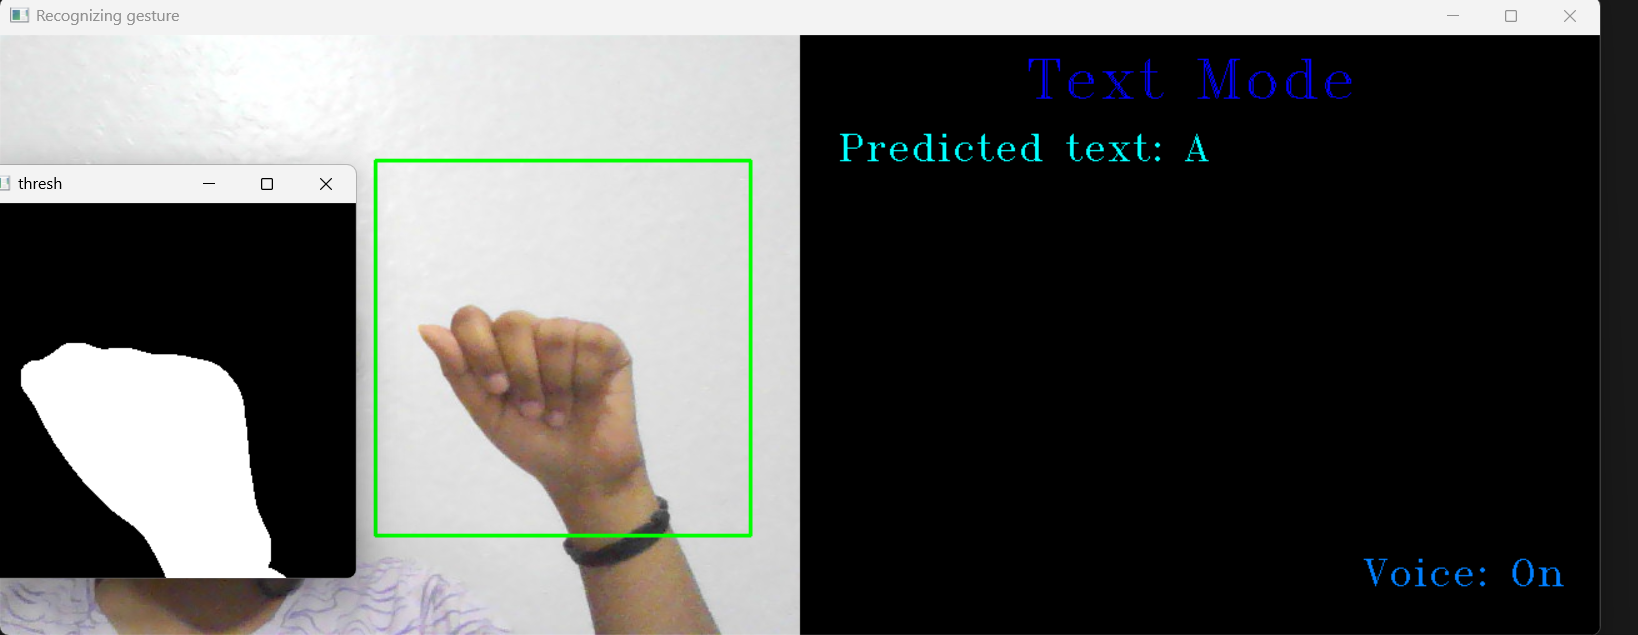 Recognizing gesture
thresh
Text Mode
Predicted text: A
Voice: On